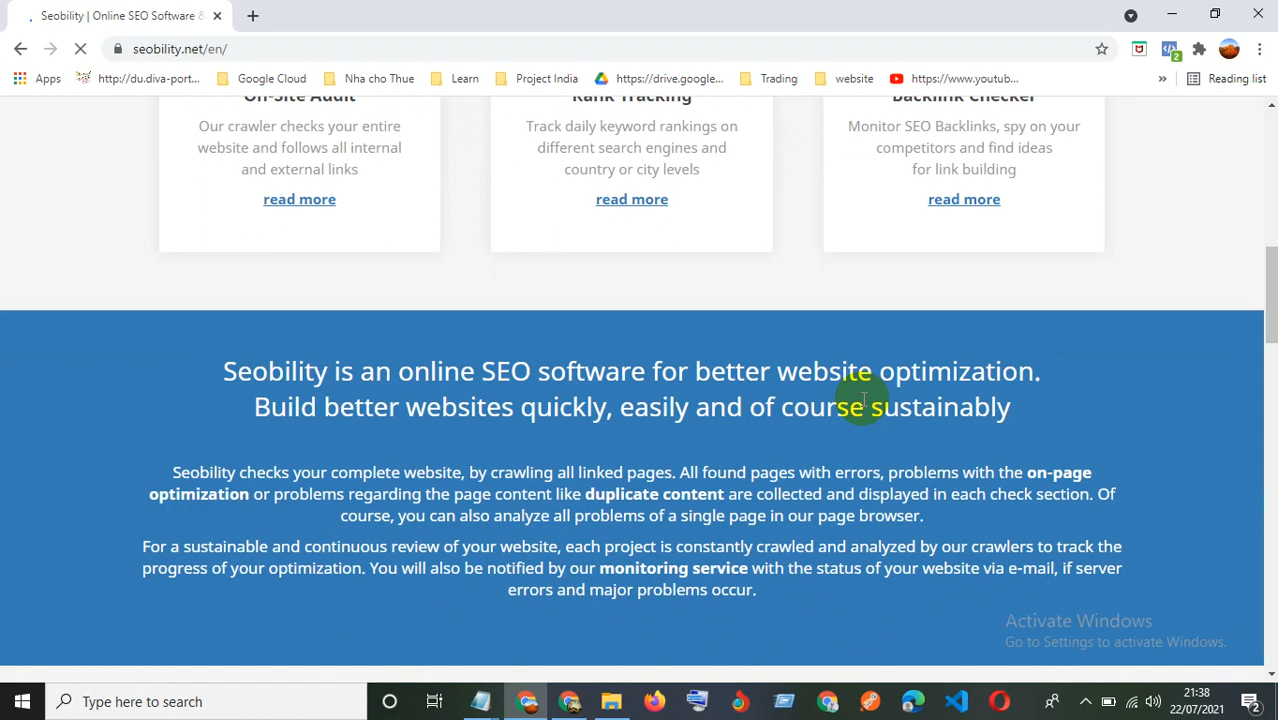 Seobility | Online SEO Software &
seobility.net/en/
2
Apps
http://du.diva-port...
Google Cloud
Nha cho Thue
Learn
Project India
https://drive.google...
Trading
website
https://www.youtub...
»
Reading list
On-Site Audit
Rank Tracking
Backlink Checker
Our crawler checks your entire
website and follows all internal
and external links
read more
Track daily keyword rankings on
different search engines and
country or city levels
read more
Monitor SEO Backlinks, spy on your
competitors and find ideas
for link building
read more
Seobility is an online SEO software for better website optimization.
Build better websites quickly, easily and of course sustainably
Seobility checks your complete website, by crawling all linked pages. All found pages with errors, problems with the on-page
optimization or problems regarding the page content like duplicate content are collected and displayed in each check section. Of
course, you can also analyze all problems of a single page in our page browser.
For a sustainable and continuous review of your website, each project is constantly crawled and analyzed by our crawlers to track the
progress of your optimization. You will also be notified by our monitoring service with the status of your website via e-mail, if server
errors and major problems occur.
Activate Windows
Go to Settings to activate Windows.
Type here to search
21:38
22/07/2021
2